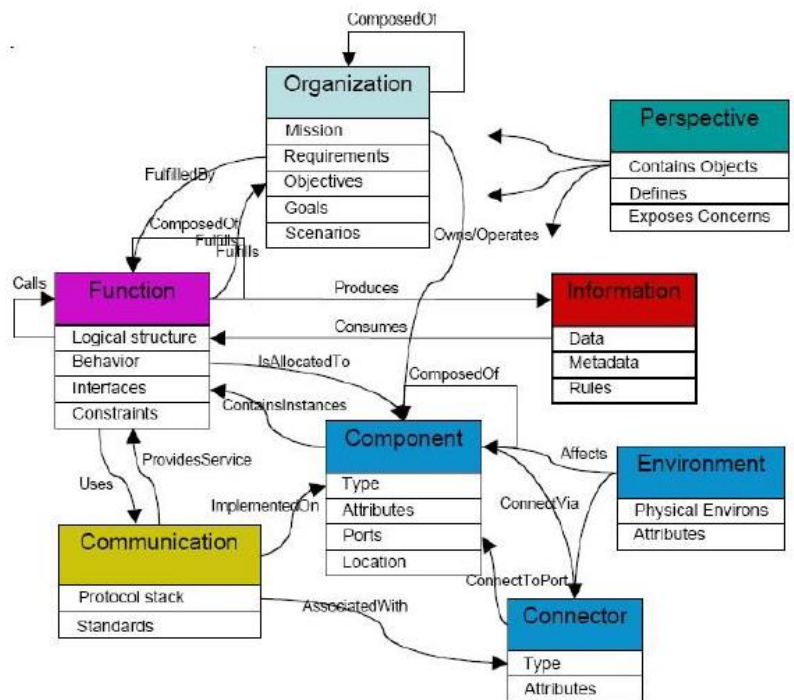 ComposedOf
Organization
Mission
Requirements
Objectives
Goals
Scenarios
Perspective
Contains Objects
Defines
Exposes Concerns
FulfilledBy
ComposedOf
Fulfills
Fulfills
Owns/Operates
Calls
Function
Logical structure
Behavior
Interfaces
Constraints
Produces
Consumes
Information
Data
Metadata
Rules
IsAllocatedTo
ComposedOf
ContainsInstances
Component
Type
Attributes
Ports
Location
Affects
Environment
Physical Environs
Attributes
ProvidesService
Uses
ImplementedOn
ConnectVia
Communication
Protocol stack
Standards
ConnectToPort
AssociatedWith
Connector
Type
Attributes